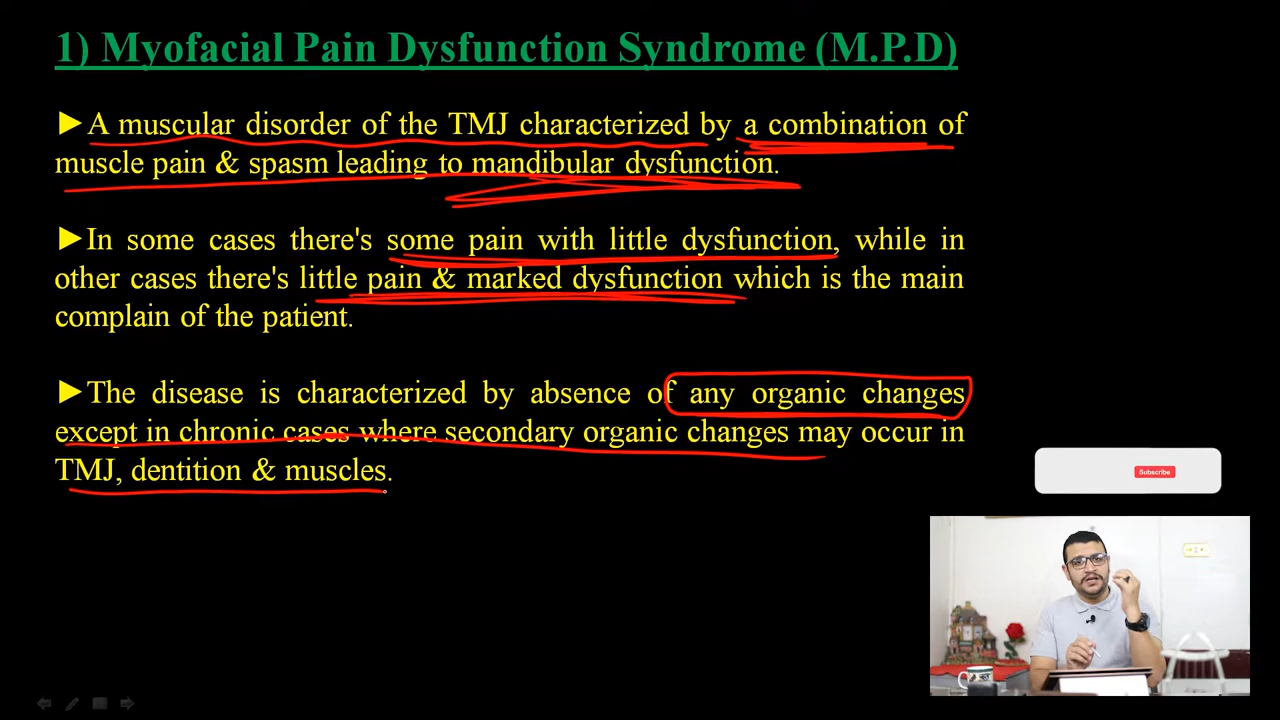 1) Myofacial Pain Dysfunction Syndrome (M.P.D)
►A muscular disorder of the TMJ characterized by a combination of
muscle pain & spasm leading to mandibular dysfunction.
►In some cases there's some pain with little dysfunction, while in
other cases there's little pain & marked dysfunction which is the main
complain of the patient.
►The disease is characterized by absence of any organic changes
except in chronic cases where secondary organic changes may occur in
TMJ, dentition & muscles.
Subscribe